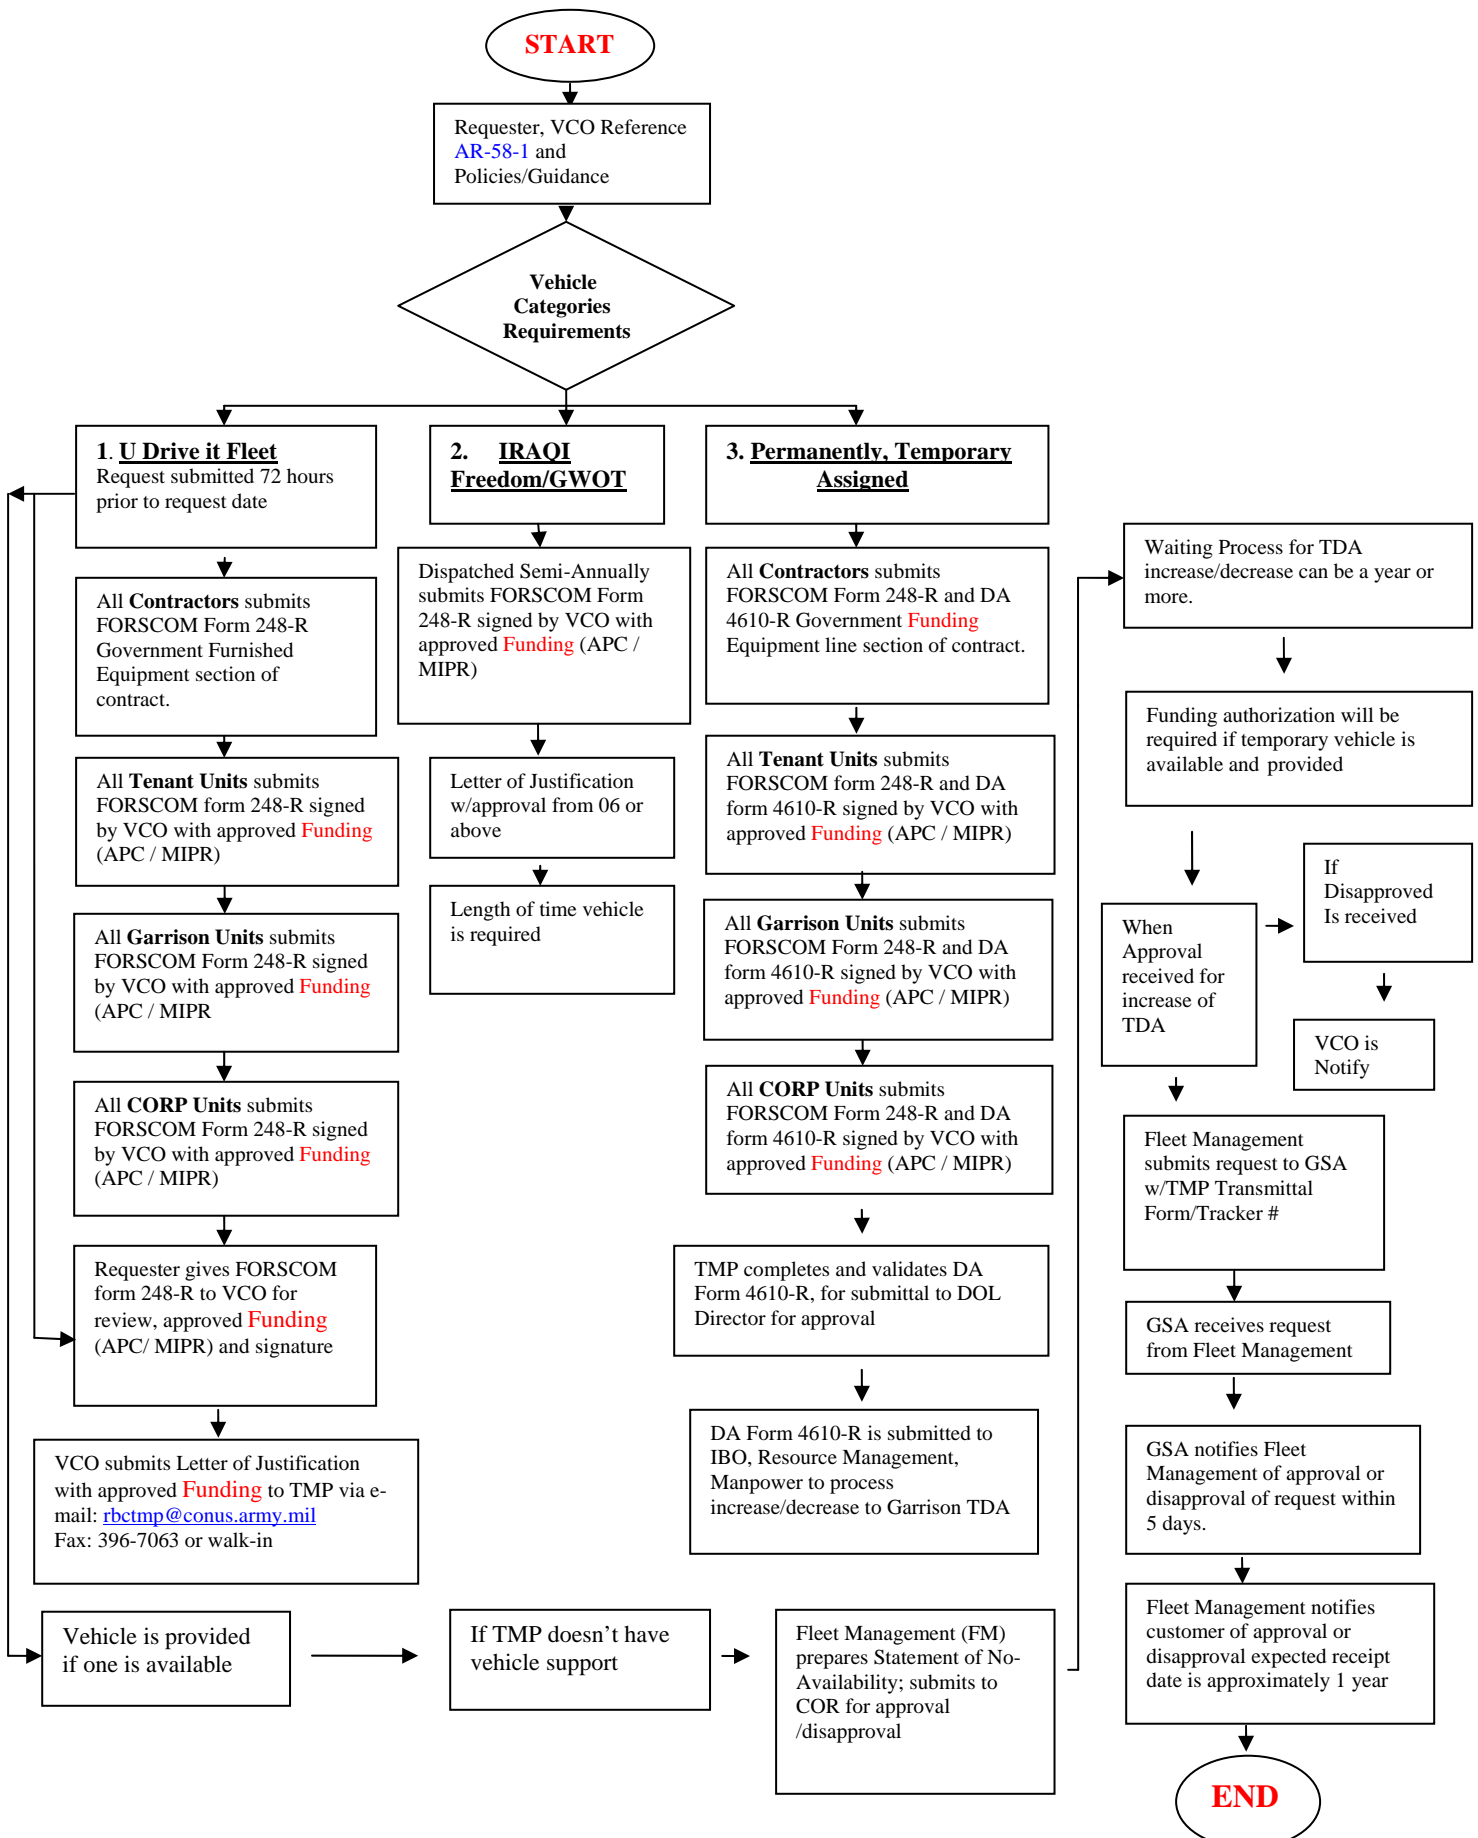 START
Requester, VCO Reference
AR-58-1 and
Policies/Guidance
Vehicle
Categories
Requirements
1. U Drive it Fleet
Request submitted 72 hours
prior to request date
All Contractors submits
FORSCOM Form 248-R
Government Furnished
Equipment section of
contract.
All Tenant Units submits
FORSCOM form 248-R signed
by VCO with approved Funding
(APC / MIPR)
All Garrison Units submits
FORSCOM Form 248-R signed
by VCO with approved Funding
(APC / MIPR
All CORP Units submits
FORSCOM Form 248-R signed
by VCO with approved Funding
(APC / MIPR)
Requester gives FORSCOM
form 248-R to VCO for
review, approved Funding
(APC/ MIPR) and signature
VCO submits Letter of Justification
with approved Funding to TMP via e-
mail: rbctmp@conus.army.mil
Fax: 396-7063 or walk-in
2. IRAQI
Freedom/GWOT
Dispatched Semi-Annually
submits FORSCOM Form
248-R signed by VCO with
approved Funding (APC /
MIPR)
Letter of Justification
w/approval from 06 or
above
Length of time vehicle
is required
3. Permanently, Temporary
Assigned
All Contractors submits
FORSCOM Form 248-R and DA
4610-R Government Funding
Equipment line section of contract.
All Tenant Units submits
FORSCOM form 248-R and DA
form 4610-R signed by VCO with
approved Funding (APC / MIPR)
All Garrison Units submits
FORSCOM Form 248-R and DA
form 4610-R signed by VCO with
approved Funding (APC / MIPR)
All CORP Units submits
FORSCOM Form 248-R and DA
form 4610-R signed by VCO with
approved Funding (APC / MIPR)
TMP completes and validates DA
Form 4610-R, for submittal to DOL
Director for approval
DA Form 4610-R is submitted to
IBO, Resource Management,
Manpower to process
increase/decrease to Garrison TDA
Vehicle is provided
if one is available
If TMP doesn’t have
vehicle support
Fleet Management (FM)
prepares Statement of No-
Availability; submits to
COR for approval
/disapproval
Waiting Process for TDA
increase/decrease can be a year or
more.
Funding authorization will be
required if temporary vehicle is
available and provided
When
Approval
received for
increase of
TDA
If
Disapproved
Is received
VCO is
Notify
Fleet Management
submits request to GSA
w/TMP Transmittal
Form/Tracker #
GSA receives request
from Fleet Management
GSA notifies Fleet
Management of approval or
disapproval of request within
5 days.
Fleet Management notifies
customer of approval or
disapproval expected receipt
date is approximately 1 year
END